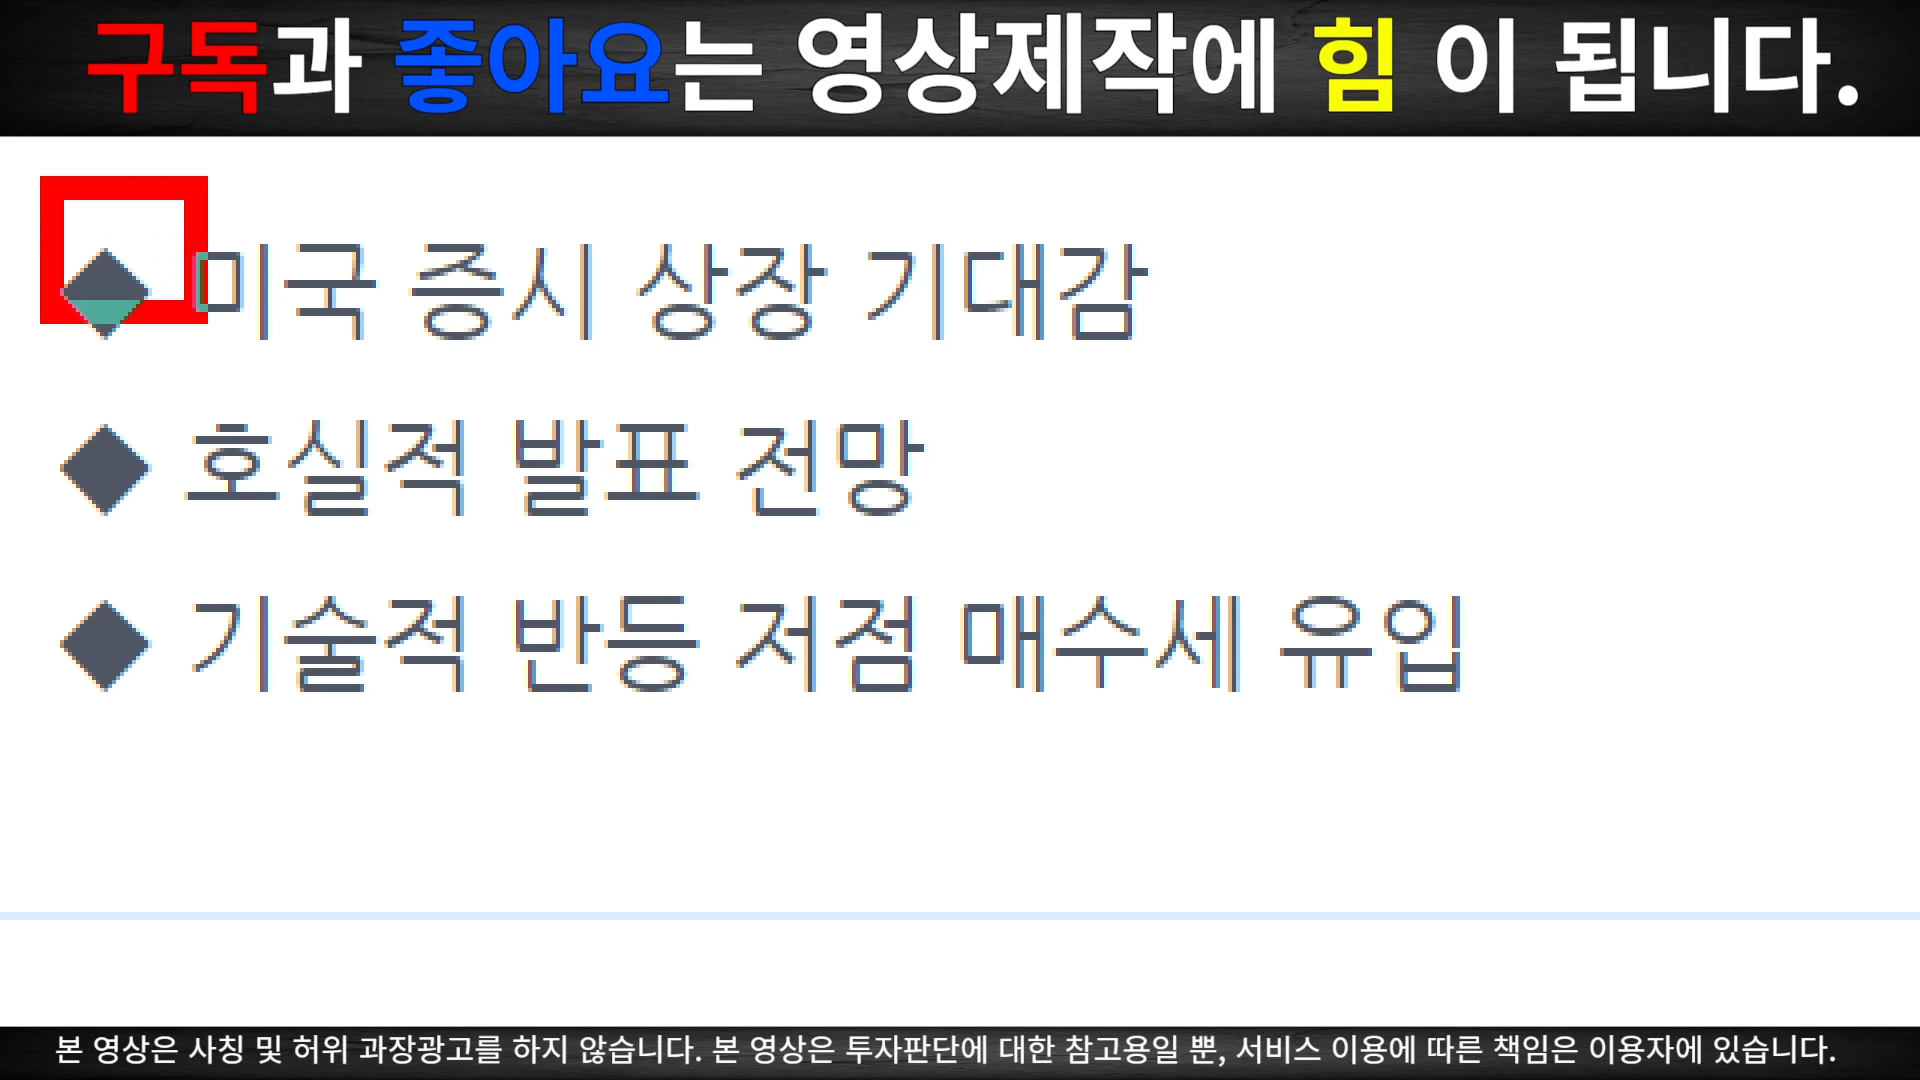 구독과 좋아요는 영상제작에 힘 이 됩니다.
◆ 미국 증시 상장 기대감
◆ 호실적 발표 전망
◆ 기술적 반등 저점 매수세 유입
본 영상은 사칭 및 허위 과장광고를 하지 않습니다. 본 영상은 투자판단에 대한 참고용일 뿐, 서비스 이용에 따른 책임은 이용자에 있습니다.